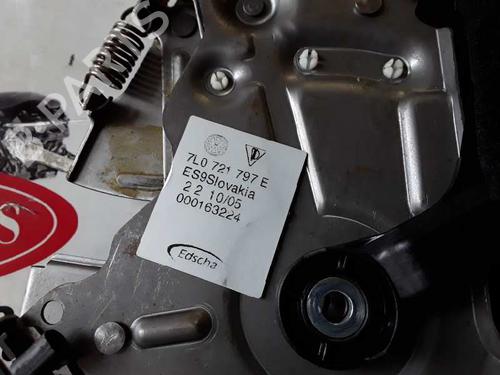 7L0 721 797 E
ES9Slovakia
2 2 10/05
000163224
Edscha